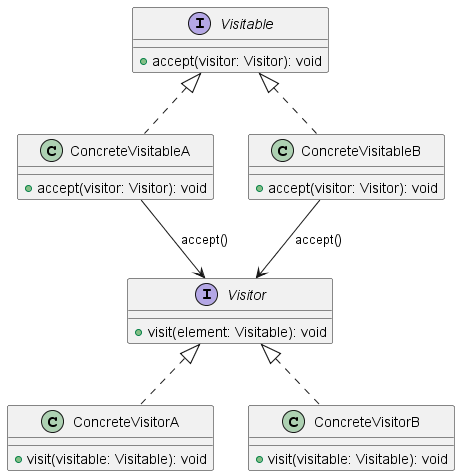 I Visitable
accept(visitor: Visitor): void
C ConcreteVisitableA
C ConcreteVisitableB
accept(visitor: Visitor): void
accept(visitor: Visitor): void
accept()
accept()
I Visitor
visit(element: Visitable): void
C ConcreteVisitorA
C ConcreteVisitorB
visit(visitable: Visitable): void
visit(visitable: Visitable): void